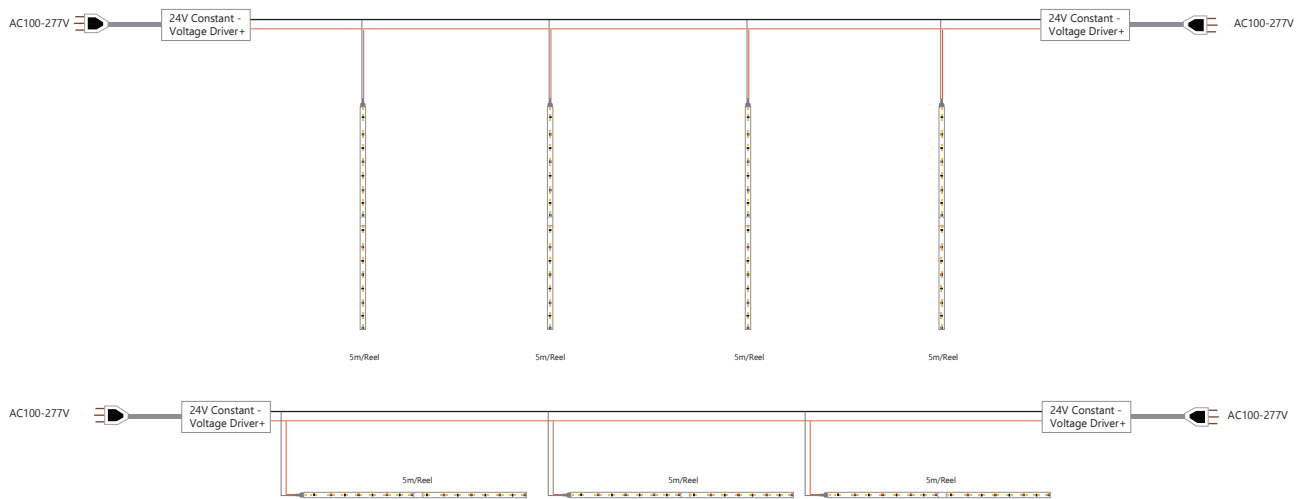 AC100-277V
24V Constant -
Voltage Driver+
24V Constant -
Voltage Driver+
AC100-277V
5m/Reel
5m/Reel
5m/Reel
5m/Reel
AC100-277V
24V Constant -
Voltage Driver+
24V Constant -
Voltage Driver+
AC100-277V
5m/Reel
5m/Reel
5m/Reel